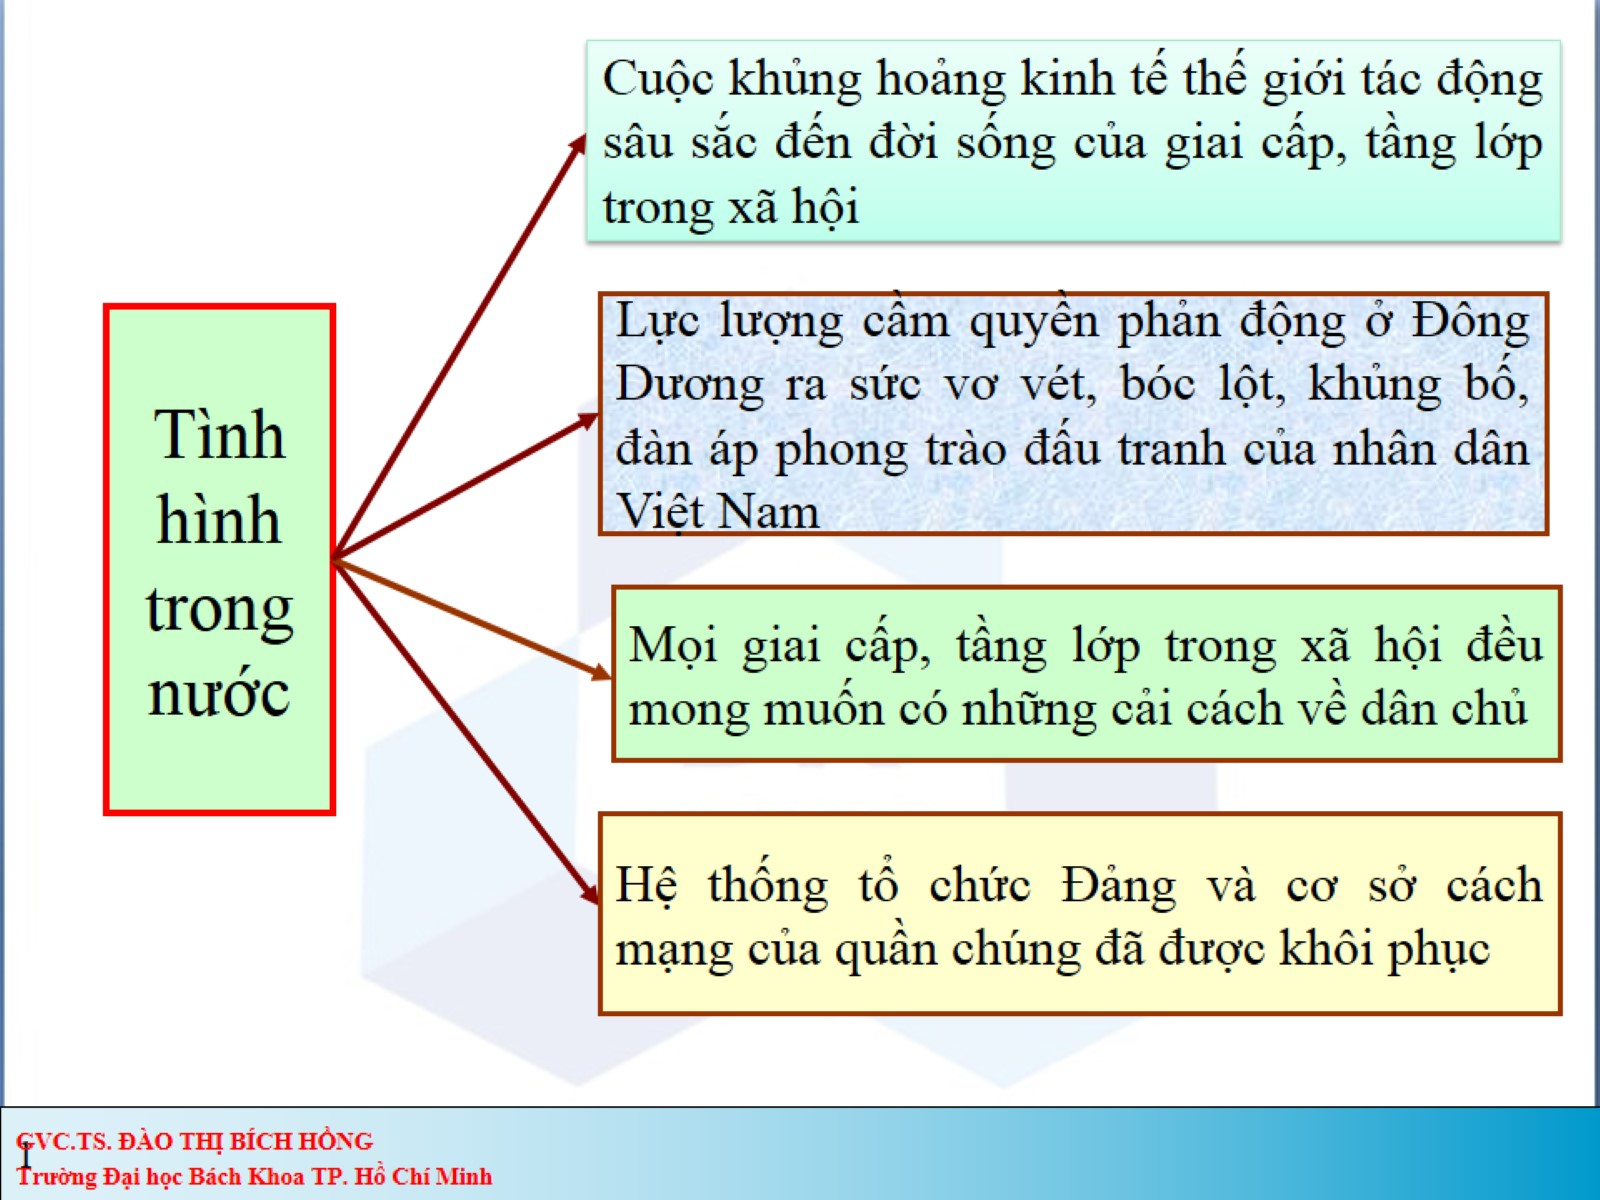 Tình
hình
trong
nước
Cuộc khủng hoảng kinh tế thế giới tác động
sâu sắc đến đời sống của giai cấp, tầng lớp
trong xã hội
Lực lượng cầm quyền phản động ở Đông
Dương ra sức vơ vét, bóc lột, khủng bố,
đàn áp phong trào đấu tranh của nhân dân
Việt Nam
Mọi giai cấp, tầng lớp trong xã hội đều
mong muốn có những cải cách về dân chủ
Hệ thống tổ chức Đảng và cơ sở cách
mạng của quần chúng đã được khôi phục
GVC.TS. ĐÀO THỊ BÍCH HỒNG
1
Trường Đại học Bách Khoa TP. Hồ Chí Minh